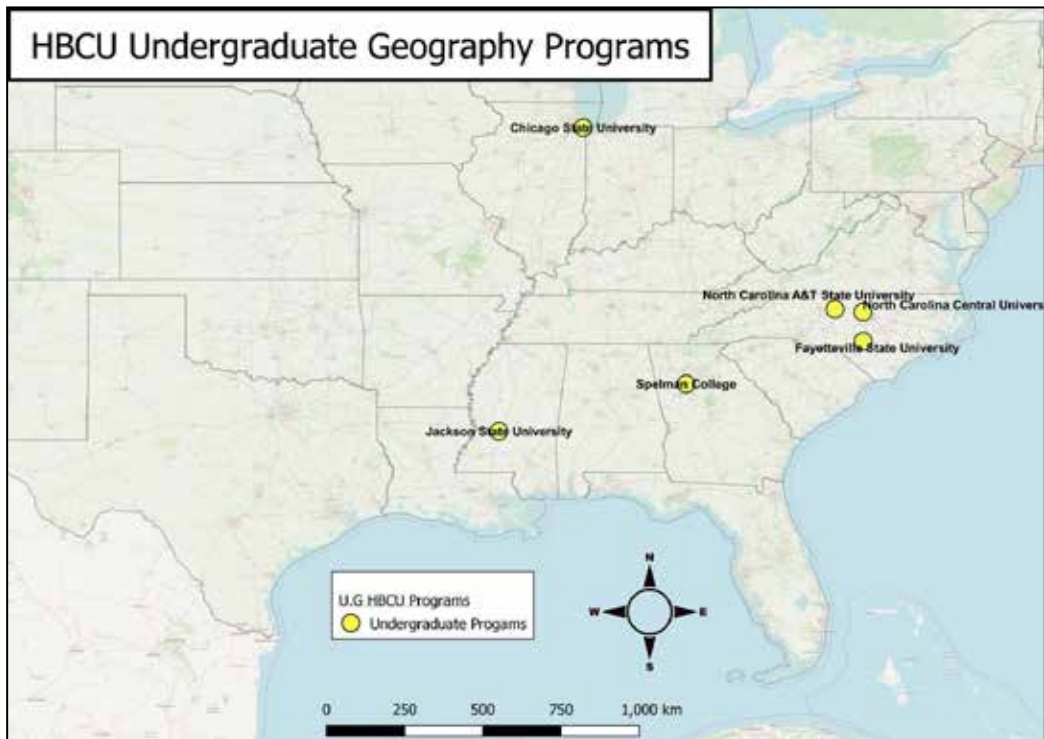 HBCU Undergraduate Geography Programs
Chicago State University
North Carolina A&T State University
North Carolina Central Univers
Fayetteville State University
Spelman College
Jackson State University
N
W E
S
U.G HBCU Programs
Undergraduate Progams
0 250 500 750 1,000 km